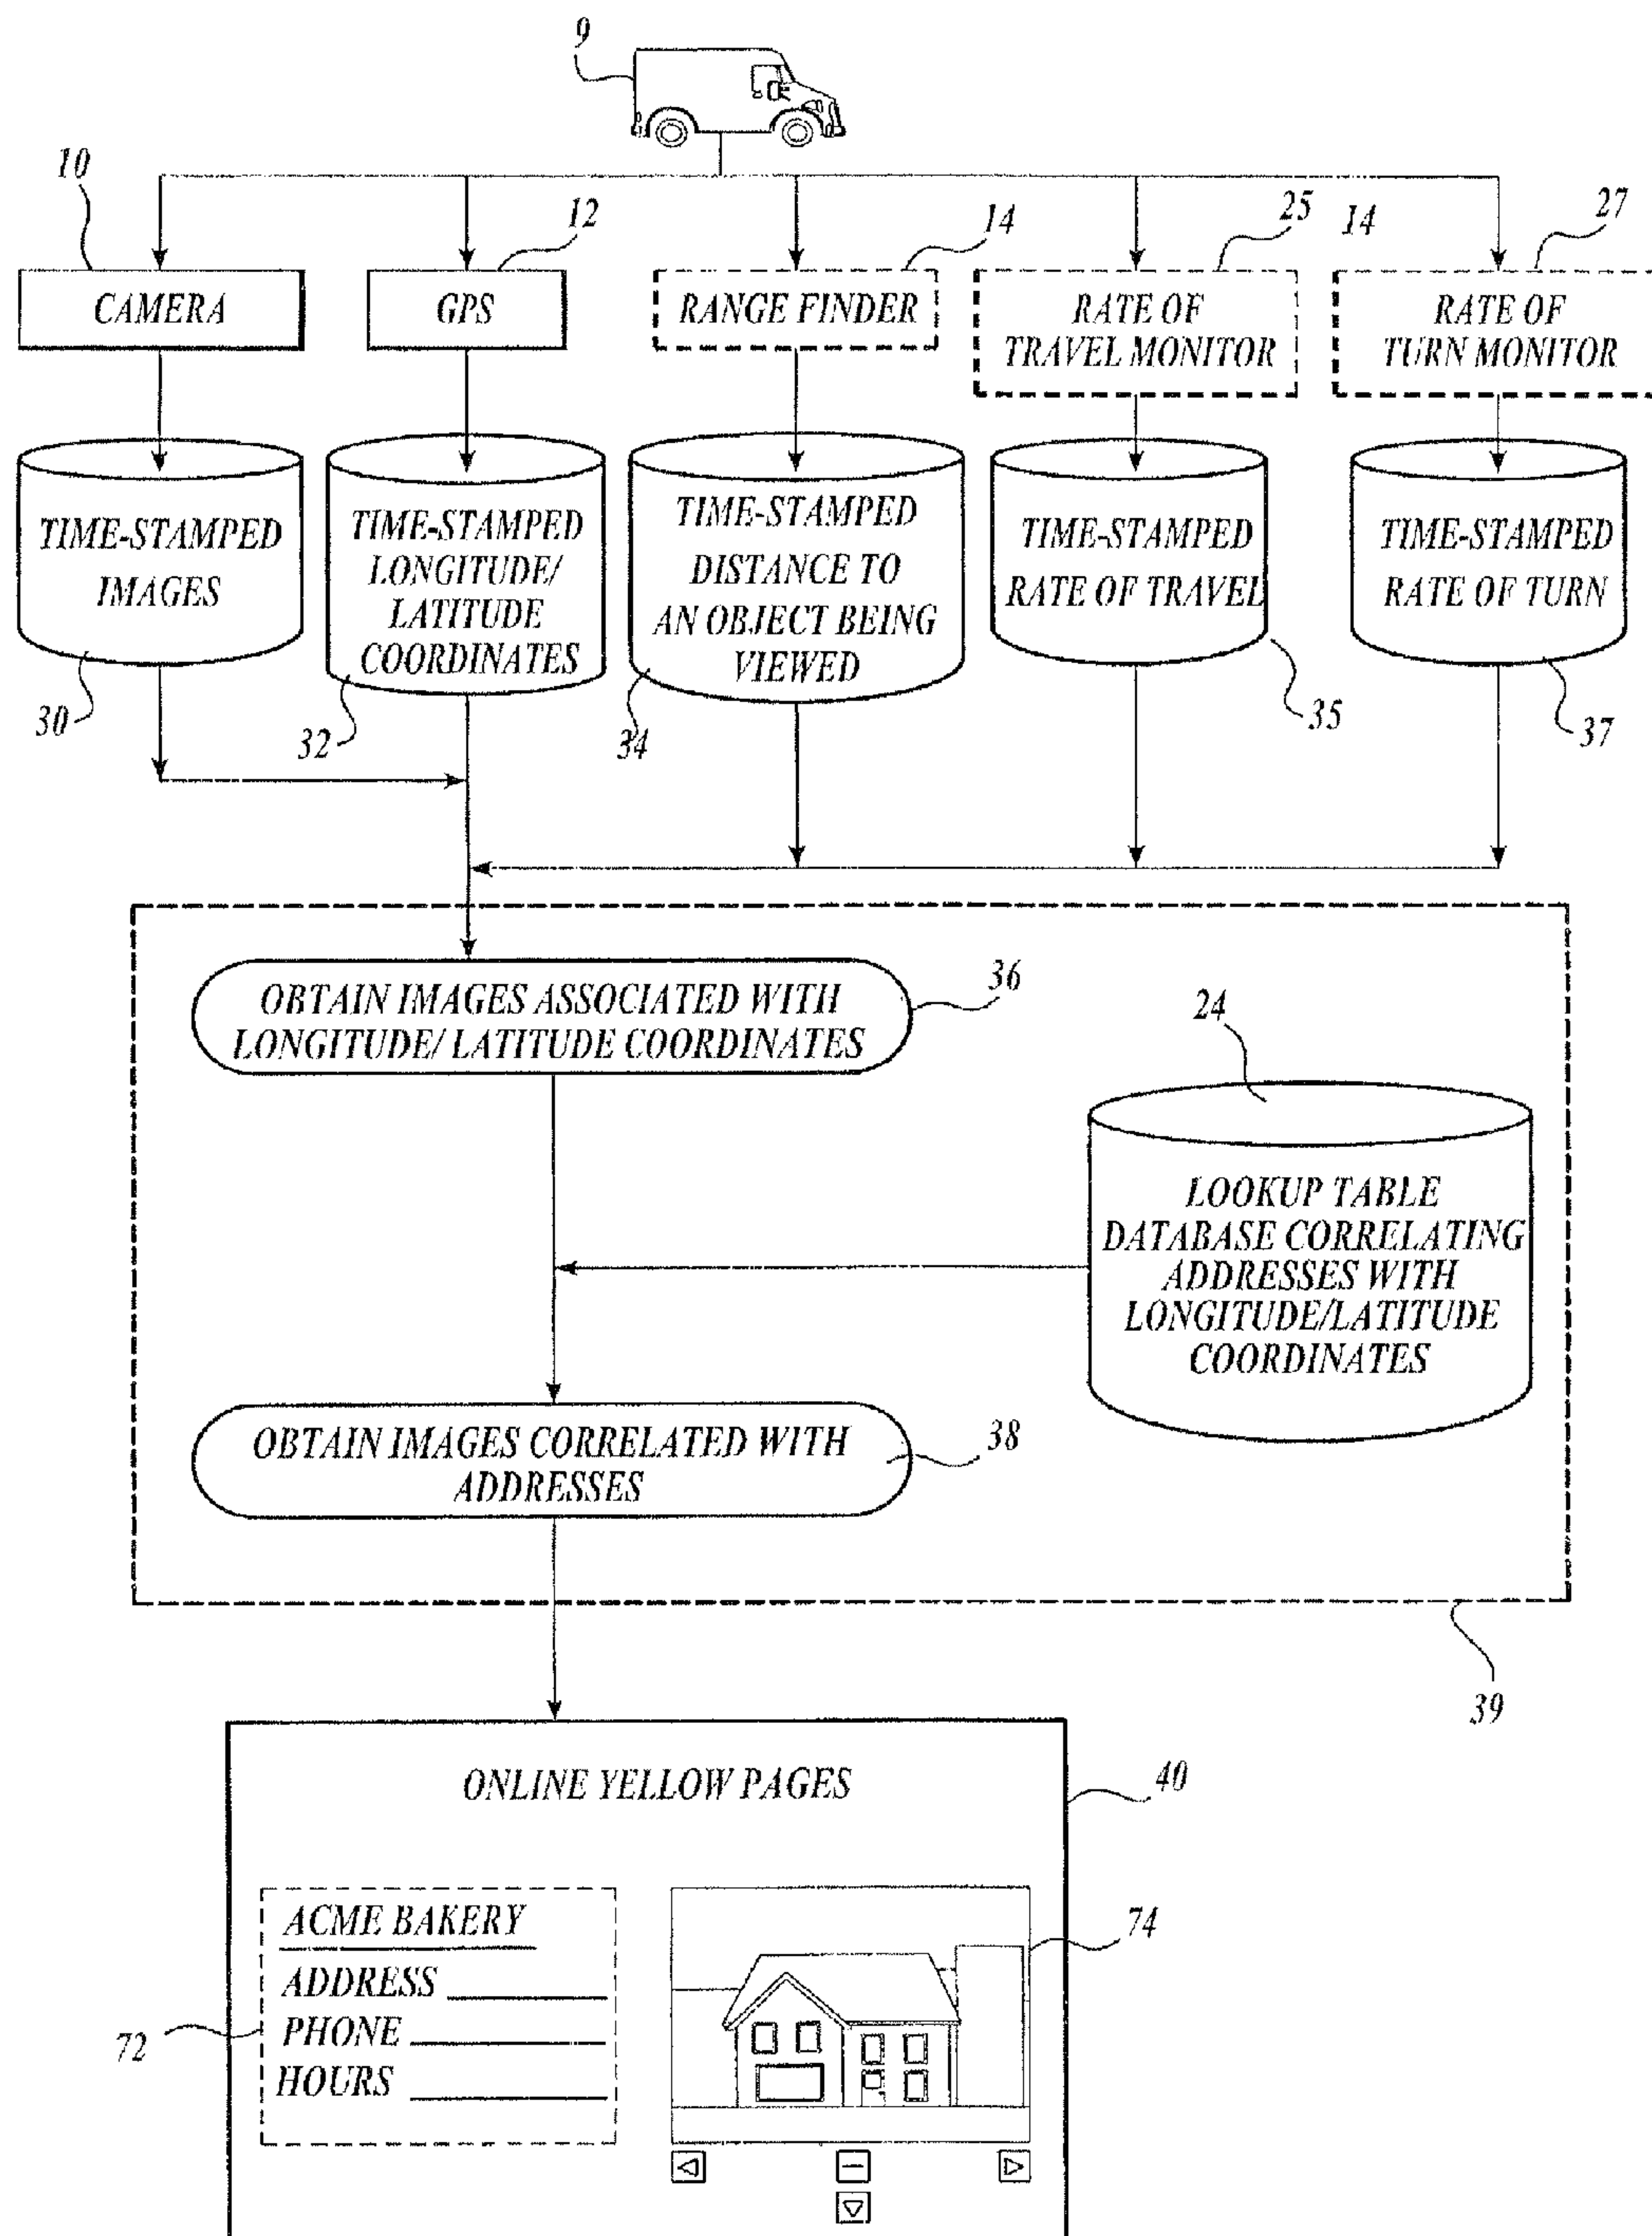 9
10
12
14
25
14
27
CAMERA
GPS
RANGE FINDER
RATE OF
TRAVEL MONITOR
RATE OF
TURN MONITOR
TIME-STAMPED
IMAGES
TIME-STAMPED
LONGITUDE/
LATITUDE
COORDINATES
TIME-STAMPED
DISTANCE TO
AN OBJECT BEING
VIEWED
TIME-STAMPED
RATE OF TRAVEL
TIME-STAMPED
RATE OF TURN
30
32
34
35
37
OBTAIN IMAGES ASSOCIATED WITH
LONGITUDE/ LATITUDE COORDINATES
36
24
LOOKUP TABLE
DATABASE CORRELATING
ADDRESSES WITH
LONGITUDE/LATITUDE
COORDINATES
OBTAIN IMAGES CORRELATED WITH
ADDRESSES
38
39
ONLINE YELLOW PAGES
40
ACME BAKERY
ADDRESS
PHONE
HOURS
72
74